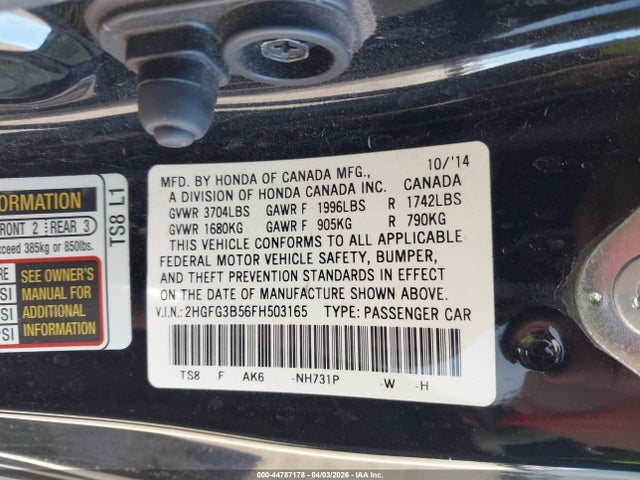 MFD. BY HONDA OF CANADA MFG., 10/'14
A DIVISION OF HONDA CANADA INC. CANADA
GVWR 3704LBS GAWR F 1996LBS R 1742LBS
GVWR 1680KG GAWR F 905KG R 790KG
THIS VEHICLE CONFORMS TO ALL APPLICABLE
FEDERAL MOTOR VEHICLE SAFETY, BUMPER,
AND THEFT PREVENTION STANDARDS IN EFFECT
ON THE DATE OF MANUFACTURE SHOWN ABOVE.
V.I.N.: 2HGFG3B56FH503165 TYPE: PASSENGER CAR
TS8 F AK6 -NH731P -W -H
FRONT 2 REAR 3
385kg or 850lbs.
SEE OWNER'S
MANUAL FOR
ADDITIONAL
INFORMATION
TS8 L1
000-44787178 - 04/03/2026 - IAA Inc.